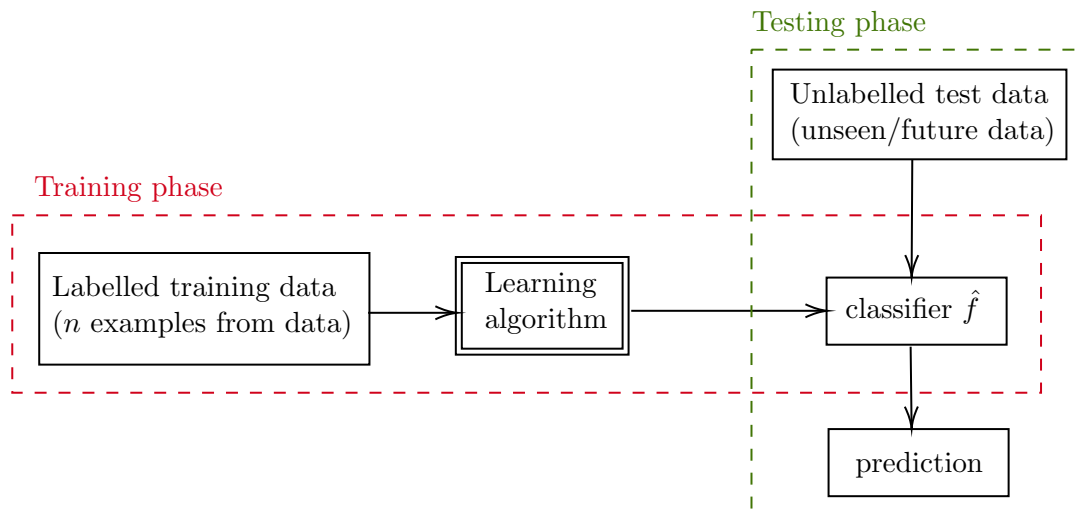 Testing phase
Unlabelled test data
(unseen/future data)
Training phase
Labelled training data
(n examples from data)
Learning
algorithm
classifier f̂
prediction